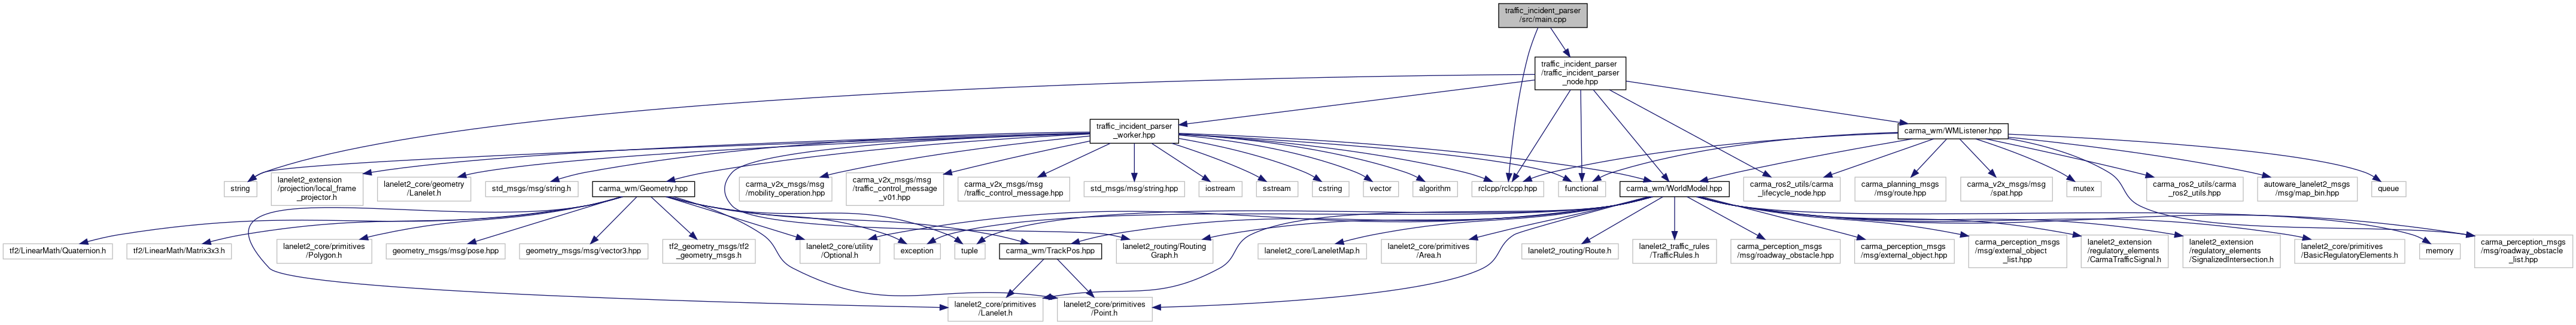 traffic_incident_parser
/src/main.cpp
traffic_incident_parser
/traffic_incident_parser
_node.hpp
traffic_incident_parser
_worker.hpp
carma_wm/WMListener.hpp
string
lanelet2_extension
/projection/local_frame
_projector.h
lanelet2_core/geometry
/Lanelet.h
std_msgs/msg/string.h
carma_wm/Geometry.hpp
carma_v2x_msgs/msg
/mobility_operation.hpp
carma_v2x_msgs/msg
/traffic_control_message
_v01.hpp
carma_v2x_msgs/msg
/traffic_control_message.hpp
std_msgs/msg/string.hpp
iostream
sstream
cstring
vector
algorithm
rclcpp/rclcpp.hpp
functional
carma_wm/WorldModel.hpp
carma_ros2_utils/carma
_lifecycle_node.hpp
carma_planning_msgs
/msg/route.hpp
carma_v2x_msgs/msg
/spat.hpp
mutex
carma_ros2_utils/carma
_ros2_utils.hpp
autoware_lanelet2_msgs
/msg/map_bin.hpp
queue
tf2/LinearMath/Quaternion.h
tf2/LinearMath/Matrix3x3.h
lanelet2_core/primitives
/Polygon.h
geometry_msgs/msg/pose.hpp
geometry_msgs/msg/vector3.hpp
tf2_geometry_msgs/tf2
_geometry_msgs.h
lanelet2_core/utility
/Optional.h
exception
tuple
carma_wm/TrackPos.hpp
lanelet2_routing/Routing
Graph.h
lanelet2_core/LaneletMap.h
lanelet2_core/primitives
/Area.h
lanelet2_routing/Route.h
lanelet2_traffic_rules
/TrafficRules.h
carma_perception_msgs
/msg/roadway_obstacle.hpp
carma_perception_msgs
/msg/external_object.hpp
carma_perception_msgs
/msg/external_object
_list.hpp
lanelet2_extension
/regulatory_elements
/CarmaTrafficSignal.h
lanelet2_extension
/regulatory_elements
/SignalizedIntersection.h
lanelet2_core/primitives
/BasicRegulatoryElements.h
memory
carma_perception_msgs
/msg/roadway_obstacle
_list.hpp
lanelet2_core/primitives
/Lanelet.h
lanelet2_core/primitives
/Point.h